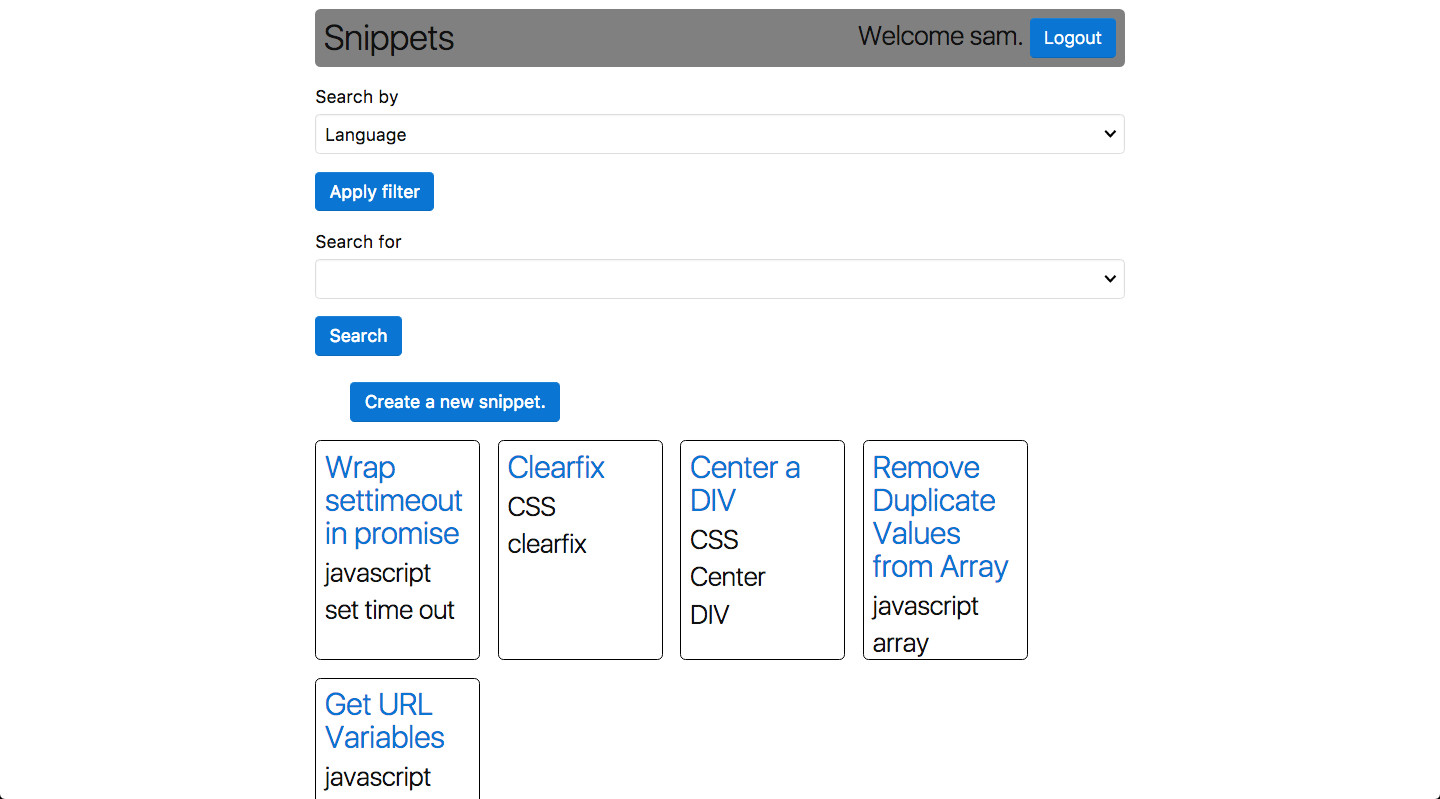 Snippets
Welcome sam. Logout
Search by
Language
Apply filter
Search for
Search
Create a new snippet.
Wrap
settimeout
in promise
javascript
set time out
Clearfix
CSS
clearfix
Center a
DIV
CSS
Center
DIV
Remove
Duplicate
Values
from Array
javascript
array
Get URL
Variables
javascript